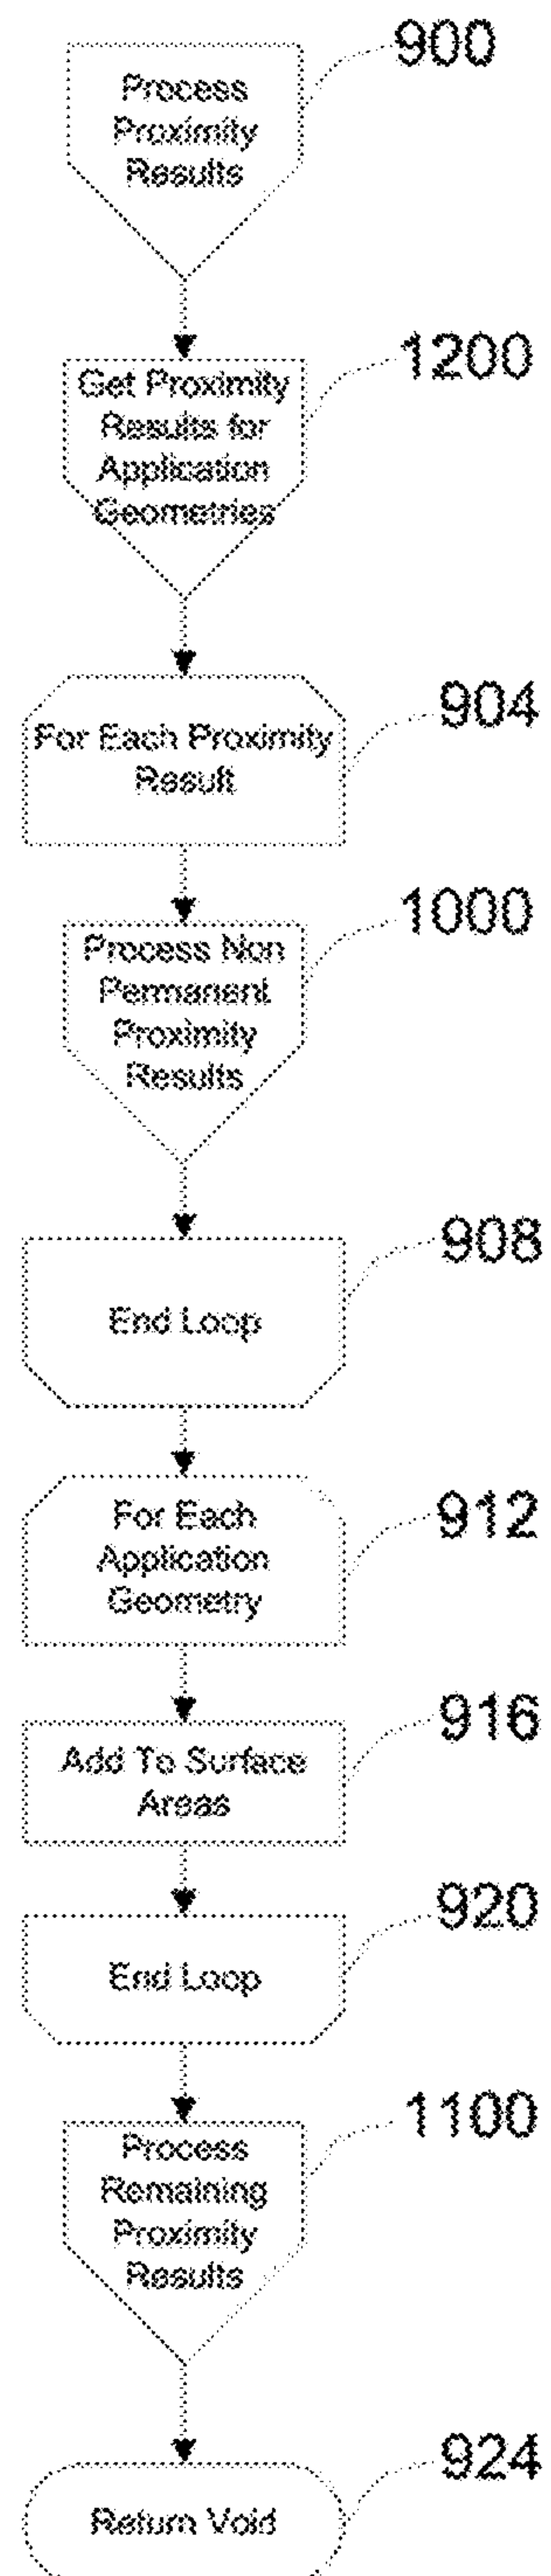 Process
Proximity
Results
900
Get Proximity
Results for
Application
Geometries
1200
For Each Proximity
Result
904
Process Non
Permanent
Proximity
Results
1000
End Loop
908
For Each
Application
Geometry
912
Add To Surface
Areas
916
End Loop
920
Process
Remaining
Proximity
Results
1100
Return Void
924